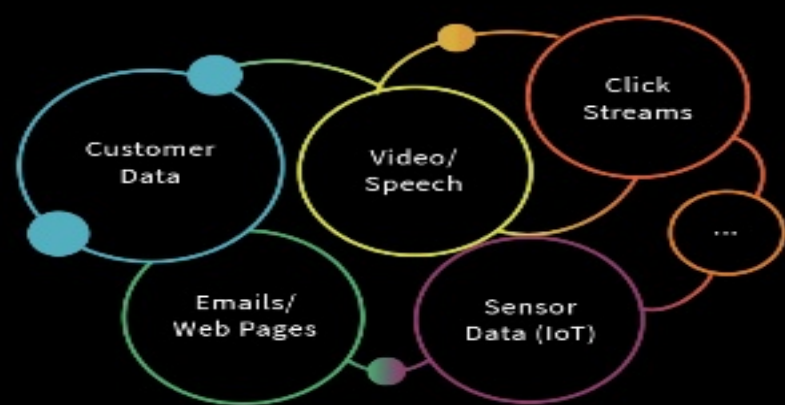 Customer
Data
Video/
Speech
Click
Streams
...
Emails/
Web Pages
Sensor
Data (IoT)